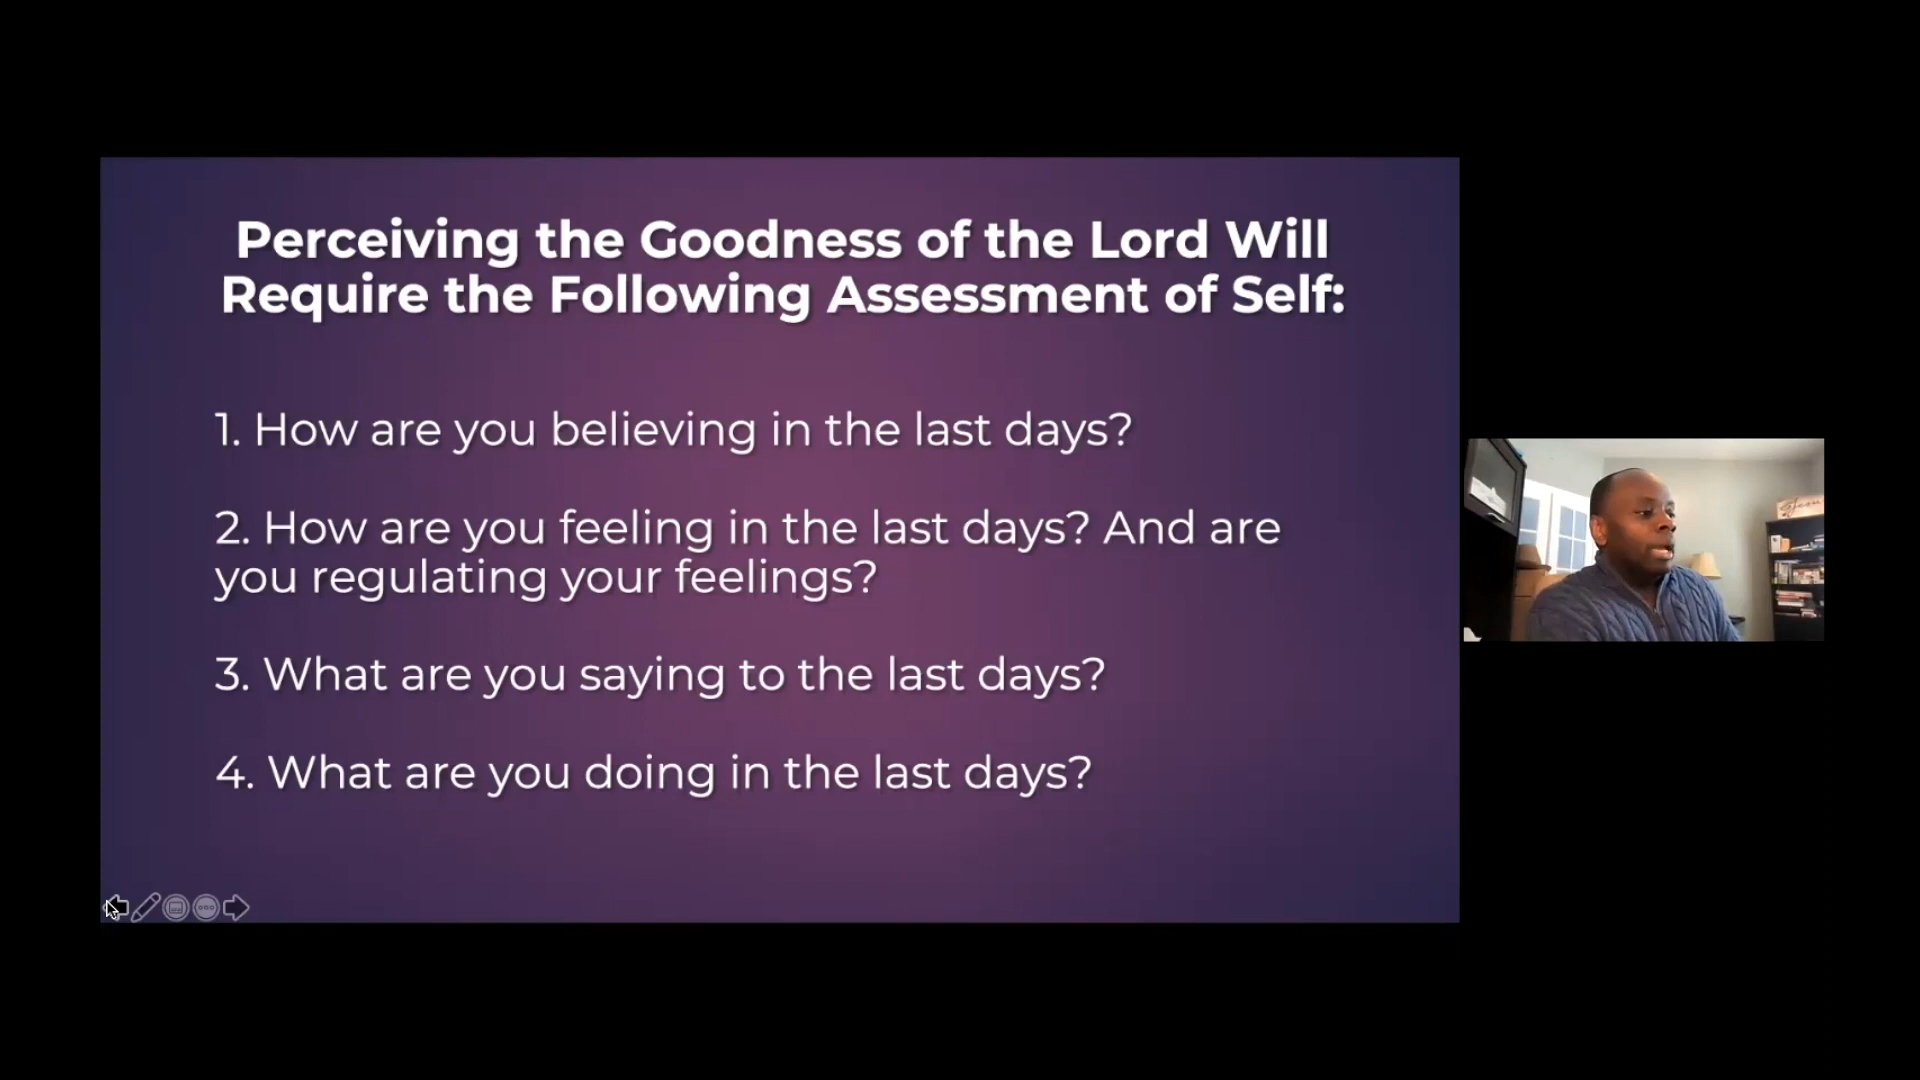 Perceiving the Goodness of the Lord Will
Require the Following Assessment of Self:
1. How are you believing in the last days?
2. How are you feeling in the last days? And are
you regulating your feelings?
3. What are you saying to the last days?
4. What are you doing in the last days?